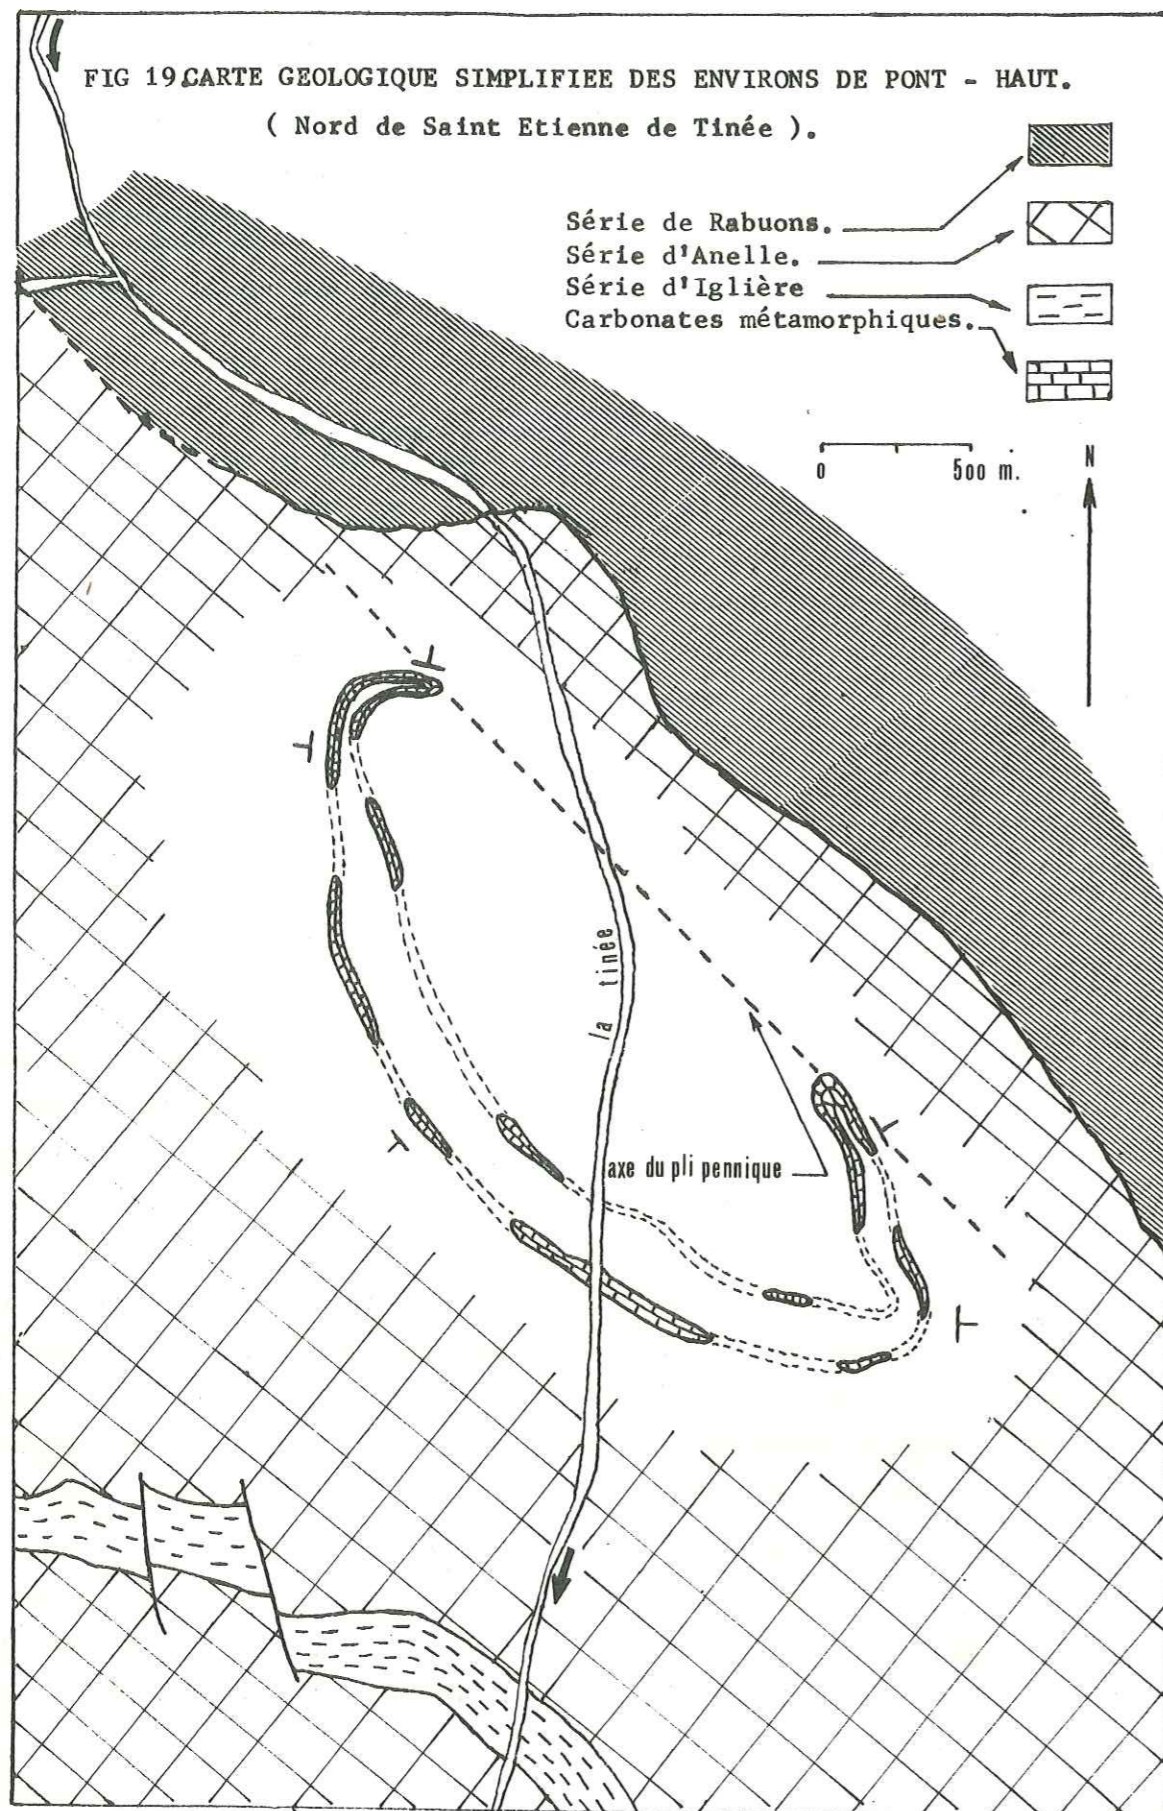 FIG 19.CARTE GEOLOGIQUE SIMPLIFIEE DES ENVIRONS DE PONT - HAUT.
( Nord de Saint Etienne de Tinée ).
Série de Rabuons.
Série d'Anelle.
Série d'Iglière
Carbonates métamorphiques.
0 500 m.
N
la tinée
axe du pli pennique